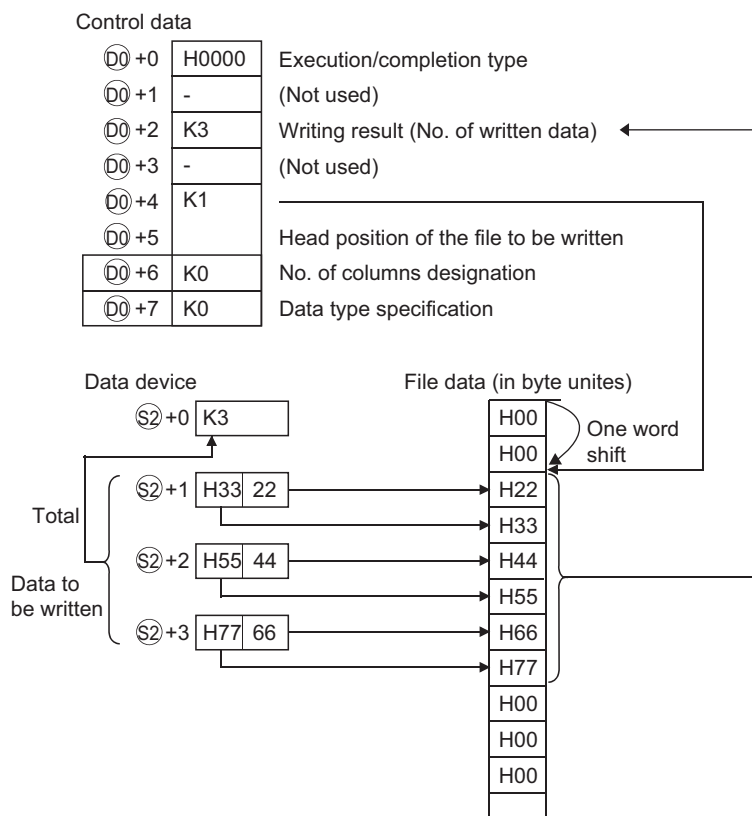 Control data
D0 +0 H0000 Execution/completion type
D0 +1 - (Not used)
D0 +2 K3 Writing result (No. of written data)
D0 +3 - (Not used)
D0 +4 K1
D0 +5 Head position of the file to be written
D0 +6 K0 No. of columns designation
D0 +7 K0 Data type specification
Data device
File data (in byte unites)
S2 +0 K3
H00
One word
shift
H00
S2 +1 H33 22
H22
Total
H33
S2 +2 H55 44
H44
Data to
be written
H55
S2 +3 H77 66
H66
H77
H00
H00
H00